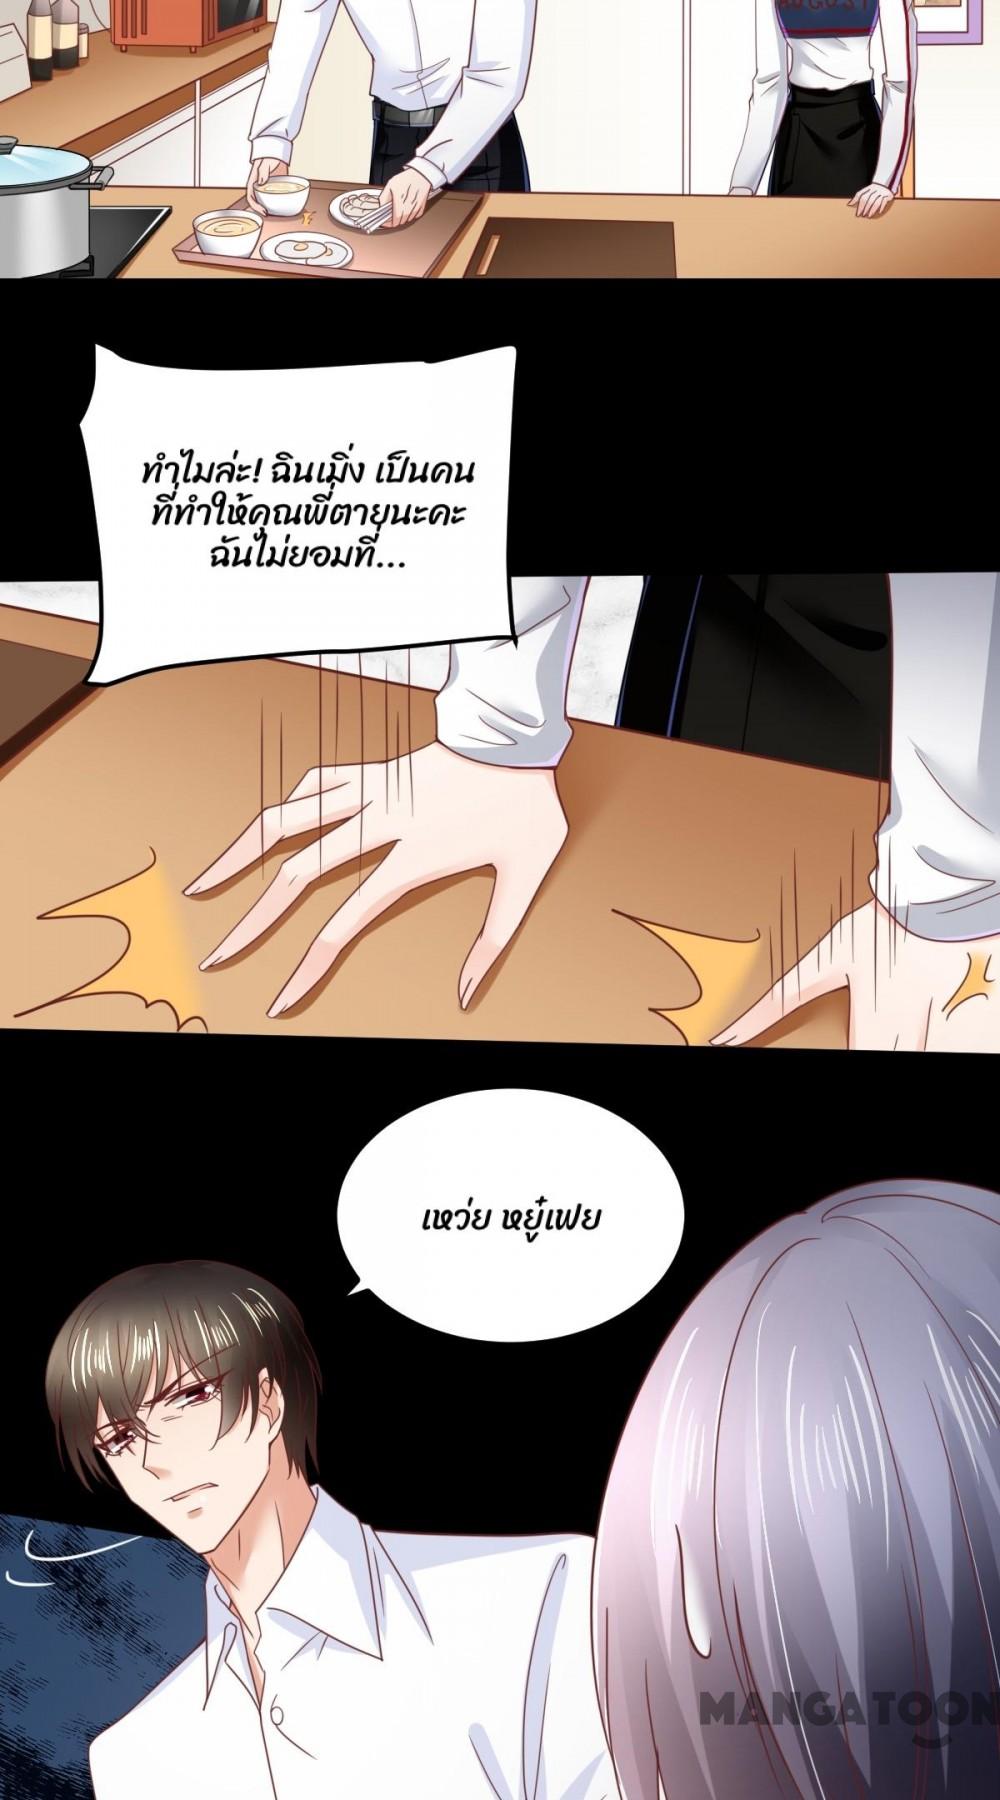 AUGUST
ทำไมล่ะ! ฉินเมิ่ง เป็นคน
ที่ทำให้คุณพี่ตายนะคะ
ฉันไม่ยอมที่...
เหว่ย หยู๋เฟย
MANGATOON